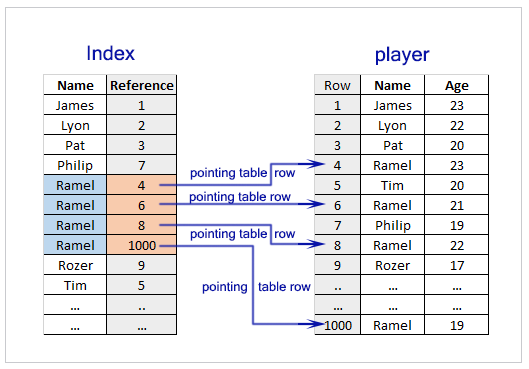 Index
Name Reference
James 1
Lyon 2
Pat 3
Philip 7
Ramel 4
Ramel 6
Ramel 8
Ramel 1000
Rozer 9
Tim 5
... ..
... ...
pointing table row
pointing table row
pointing table row
pointing table row
player
Row Name Age
1 James 23
2 Lyon 22
3 Pat 20
4 Ramel 23
5 Tim 20
6 Ramel 21
7 Philip 19
8 Ramel 22
9 Rozer 17
.. ... ...
... ... ...
1000 Ramel 19